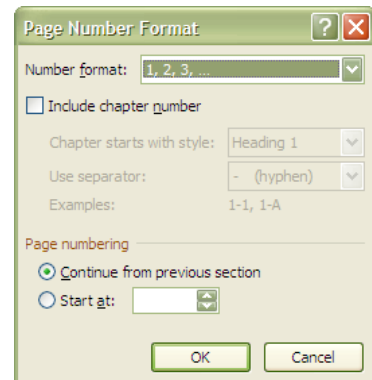 Page Number Format
Number format: 1, 2, 3, ...
Include chapter number
Chapter starts with style: Heading 1
Use separator: - (hyphen)
Examples: 1-1, 1-A
Page numbering
Continue from previous section
Start at:
OK Cancel